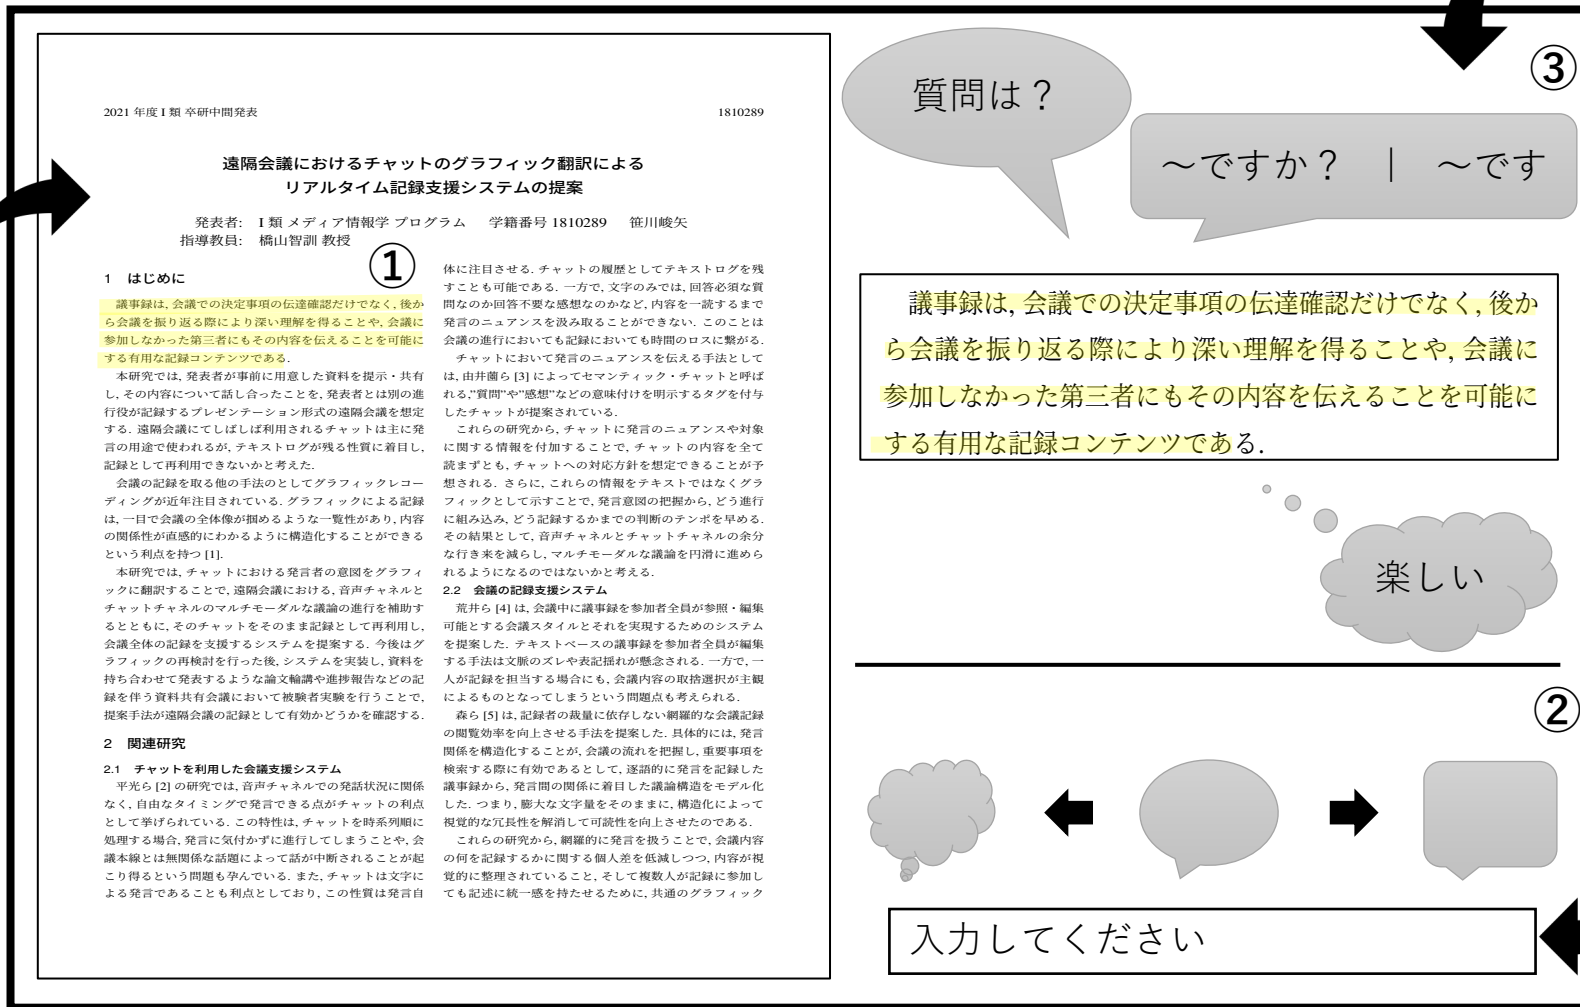 2021 年度 I 類 卒研中間発表
1810289
遠隔会議におけるチャットのグラフィック翻訳による
リアルタイム記録支援システムの提案
発表者: I 類 メディア情報学 プログラム 学籍番号 1810289 笹川峻矢
指導教員: 橋山智訓 教授
①
1 はじめに
議事録は, 会議での決定事項の伝達確認だけでなく, 後か
ら会議を振り返る際により深い理解を得ることや, 会議に
参加しなかった第三者にもその内容を伝えることを可能に
する有用な記録コンテンツである.
本研究では, 発表者が事前に用意した資料を提示・共有
し, その内容について話し合ったことを, 発表者とは別の進
行役が記録するプレゼンテーション形式の遠隔会議を想定
する. 遠隔会議にてしばしば利用されるチャットは主に発
言の用途で使われるが, テキストログが残る性質に着目し,
記録として再利用できないかと考えた.
会議の記録を取る他の手法のとしてグラフィックレコー
ディングが近年注目されている. グラフィックによる記録
は, 一目で会議の全体像が掴めるような一覧性があり, 内容
の関係性が直感的にわかるように構造化することができる
という利点を持つ [1].
本研究では, チャットにおける発言者の意図をグラフィ
ックに翻訳することで, 遠隔会議における, 音声チャネルと
チャットチャネルのマルチモーダルな議論の進行を補助す
るとともに, そのチャットをそのまま記録として再利用し,
会議全体の記録を支援するシステムを提案する. 今後はグ
ラフィックの再検討を行った後, システムを実装し, 資料を
持ち合わせて発表するような論文輪講や進捗報告などの記
録を伴う資料共有会議において被験者実験を行うことで,
提案手法が遠隔会議の記録として有効かどうかを確認する.
2 関連研究
2.1 チャットを利用した会議支援システム
平光ら [2] の研究では, 音声チャネルでの発話状況に関係
なく, 自由なタイミングで発言できる点がチャットの利点
として挙げられている. この特性は, チャットを時系列順に
処理する場合, 発言に気付かずに進行してしまうことや, 会
議本線とは無関係な話題によって話が中断されることが起
こり得るという問題も孕んでいる. また, チャットは文字に
よる発言であることも利点としており, この性質は発言自
体に注目させる. チャットの履歴としてテキストログを残
すことも可能である. 一方で, 文字のみでは, 回答必須な質
問なのか回答不要な感想なのかなど, 内容を一読するまで
発言のニュアンスを汲み取ることができない. このことは
会議の進行においても記録においても時間のロスに繋がる.
チャットにおいて発言のニュアンスを伝える手法として
は, 由井薗ら [3] によってセマンティック・チャットと呼ば
れる,"質問"や"感想"などの意味付けを明示するタグを付与
したチャットが提案されている.
これらの研究から, チャットに発言のニュアンスや対象
に関する情報を付加することで, チャットの内容を全て
読まずとも, チャットへの対応方針を想定できることが予
想される. さらに, これらの情報をテキストではなくグラ
フィックとして示すことで, 発言意図の把握から, どう進行
に組み込み, どう記録するかまでの判断のテンポを早める.
その結果として, 音声チャネルとチャットチャネルの余分
な行き来を減らし, マルチモーダルな議論を円滑に進めら
れるようになるのではないかと考える.
2.2 会議の記録支援システム
荒井ら [4] は, 会議中に議事録を参加者全員が参照・編集
可能とする会議スタイルとそれを実現するためのシステム
を提案した. テキストベースの議事録を参加者全員が編集
する手法は文脈のズレや表記揺れが懸念される. 一方で, 一
人が記録を担当する場合にも, 会議内容の取捨選択が主観
によるものとなってしまうという問題点も考えられる.
森ら [5] は, 記録者の裁量に依存しない網羅的な会議記録
の閲覧効率を向上させる手法を提案した. 具体的には, 発言
関係を構造化することが, 会議の流れを把握し, 重要事項を
検索する際に有効であるとして, 逐語的に発言を記録した
議事録から, 発言間の関係に着目した議論構造をモデル化
した. つまり, 膨大な文字量をそのままに, 構造化によって
視覚的な冗長性を解消して可読性を向上させたのである.
これらの研究から, 網羅的に発言を扱うことで, 会議内容
の何を記録するかに関する個人差を低減しつつ, 内容が視
覚的に整理されていること, そして複数人が記録に参加し
ても記述に統一感を持たせるために, 共通のグラフィック
③
質問は？
～ですか？ | ～です
議事録は, 会議での決定事項の伝達確認だけでなく, 後か
ら会議を振り返る際により深い理解を得ることや, 会議に
参加しなかった第三者にもその内容を伝えることを可能に
する有用な記録コンテンツである.
楽しい
②
入力してください